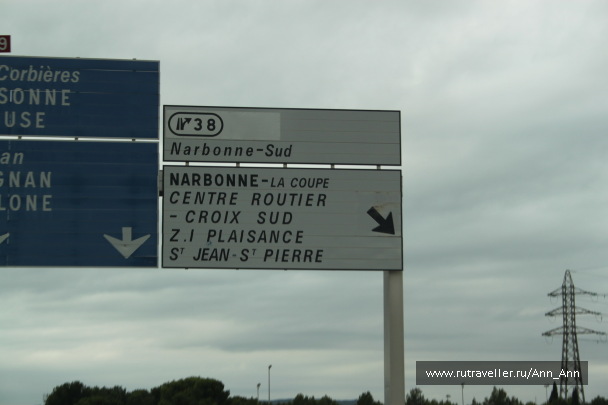 9
Corbières
SONNE
USE
an
GNAN
LONE
38
Narbonne-Sud
NARBONNE-LA COUPE
CENTRE ROUTIER
- CROIX SUD
Z.I PLAISANCE
ST JEAN-ST PIERRE
www.rutraveller.ru/Ann_Ann